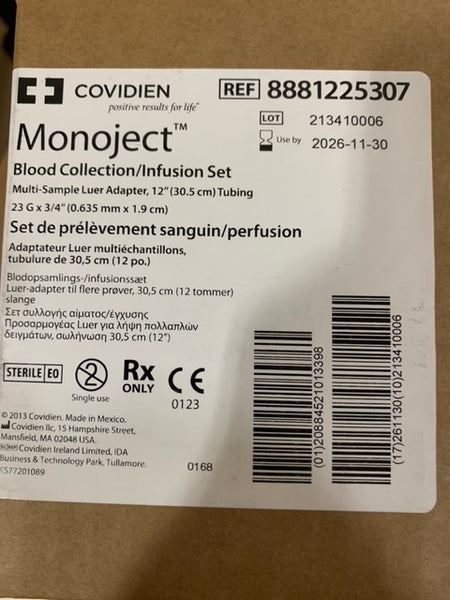 COVIDIEN
positive results for life™
REF 8881225307
LOT 213410006
Use by 2026-11-30
Monoject™
Blood Collection/Infusion Set
Multi-Sample Luer Adapter, 12" (30.5 cm) Tubing
23 G x 3/4" (0.635 mm x 1.9 cm)
Set de prélèvement sanguin/perfusion
Adaptateur Luer multiéchantillons,
tubulure de 30,5 cm (12 po.)
Blodopsamlings-/infusionssæt
Luer-adapter til flere prøver, 30,5 cm (12 tommer)
slange
Σετ συλλογής αίματος/έγχυσης
Προσαρμογέας Luer για λήψη πολλαπλών
δειγμάτων, σωλήνωση 30,5 cm (12")
STERILE EO
2
Single use
Rx
ONLY
CE
0123
© 2013 Covidien. Made in Mexico.
Covidien llc, 15 Hampshire Street,
Mansfield, MA 02048 USA.
Covidien Ireland Limited, IDA
Business & Technology Park, Tullamore.
0168
(01)20884521013398
(17)261130(10)213410006